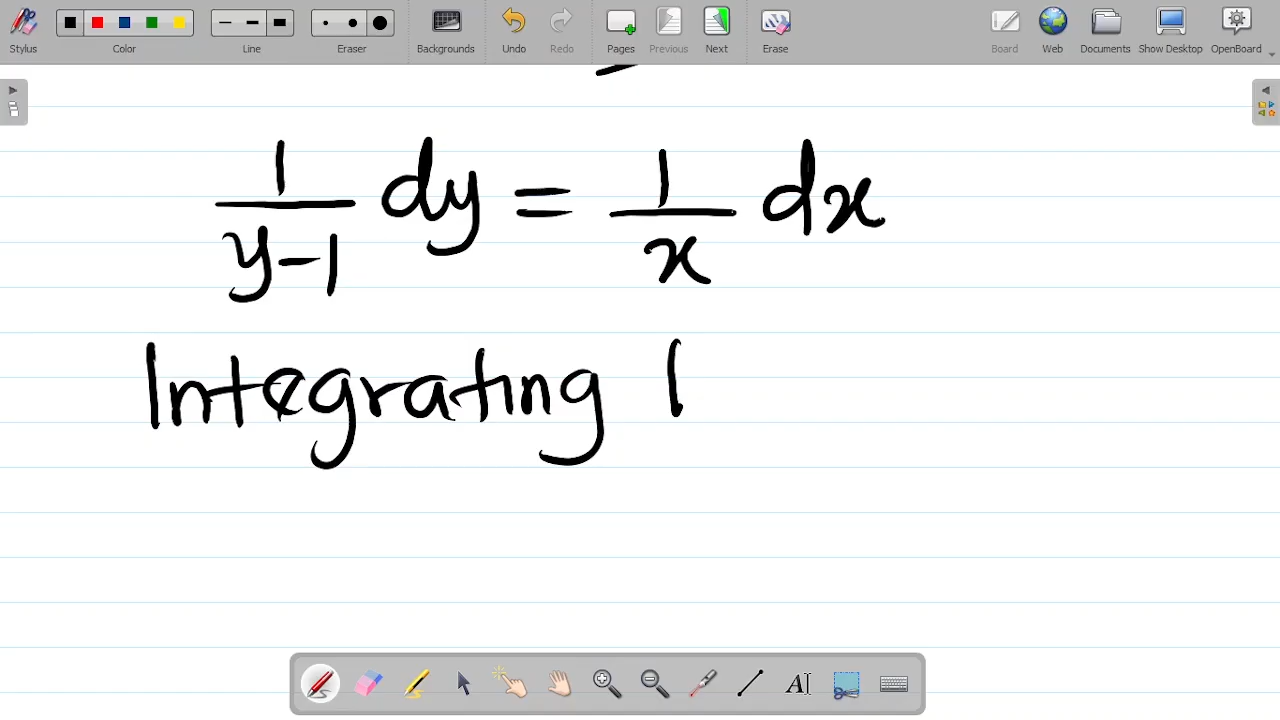 Stylus Color Line Eraser Backgrounds Undo Redo Pages Previous Next Erase Board Web Documents Show Desktop OpenBoard
1/(y-1) dy = 1/x dx
Integrating